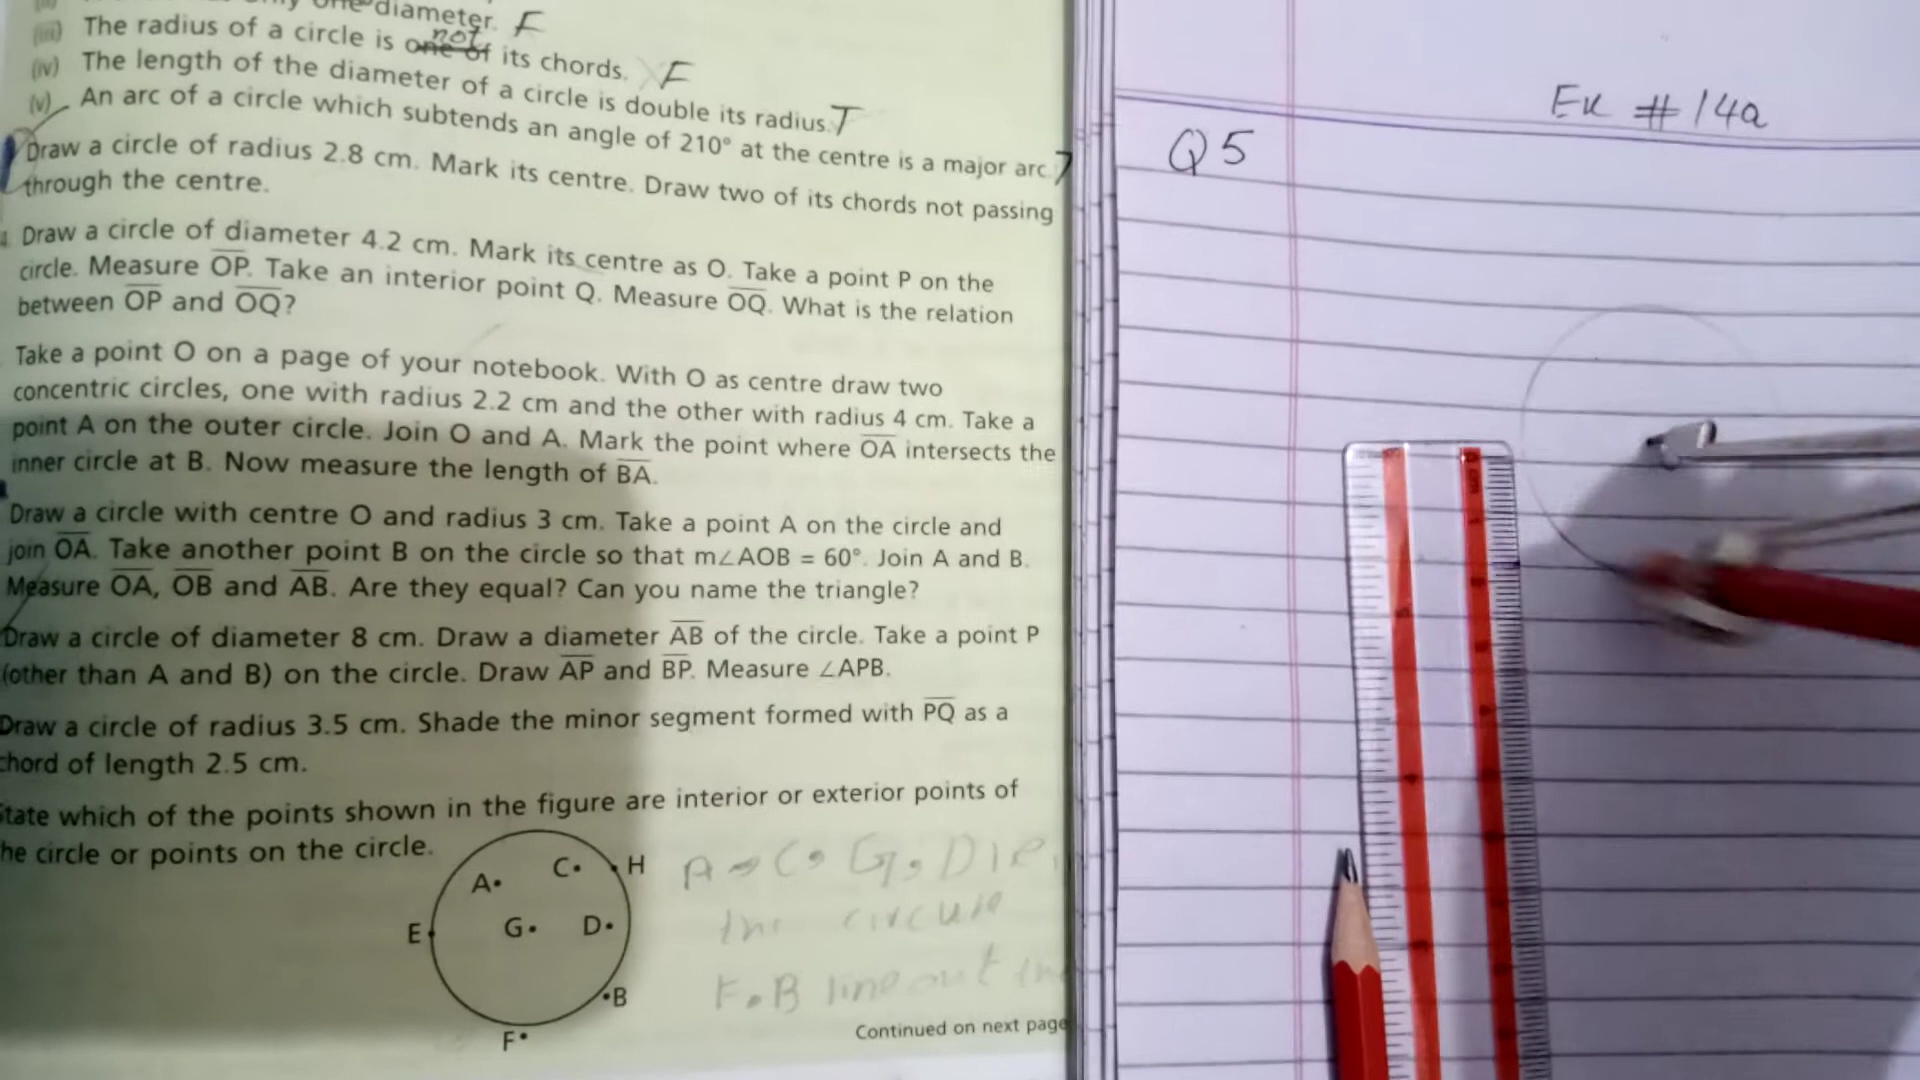 one diameter. F
(iii) The radius of a circle is one of not its chords. F
(iv) The length of the diameter of a circle is double its radius. T
(v) An arc of a circle which subtends an angle of 210° at the centre is a major arc. T
Draw a circle of radius 2.8 cm. Mark its centre. Draw two of its chords not passing
through the centre.
4. Draw a circle of diameter 4.2 cm. Mark its centre as O. Take a point P on the
circle. Measure OP. Take an interior point Q. Measure OQ. What is the relation
between OP and OQ?
Take a point O on a page of your notebook. With O as centre draw two
concentric circles, one with radius 2.2 cm and the other with radius 4 cm. Take a
point A on the outer circle. Join O and A. Mark the point where OA intersects the
inner circle at B. Now measure the length of BA.
Draw a circle with centre O and radius 3 cm. Take a point A on the circle and
join OA. Take another point B on the circle so that m∠AOB = 60°. Join A and B.
Measure OA, OB and AB. Are they equal? Can you name the triangle?
Draw a circle of diameter 8 cm. Draw a diameter AB of the circle. Take a point P
(other than A and B) on the circle. Draw AP and BP. Measure ∠APB.
Draw a circle of radius 3.5 cm. Shade the minor segment formed with PQ as a
chord of length 2.5 cm.
State which of the points shown in the figure are interior or exterior points of
the circle or points on the circle.
C H
A
E G D
B
F
A, C, G, D
the
F. B
Continued on next page
Ex # 14a
Q5